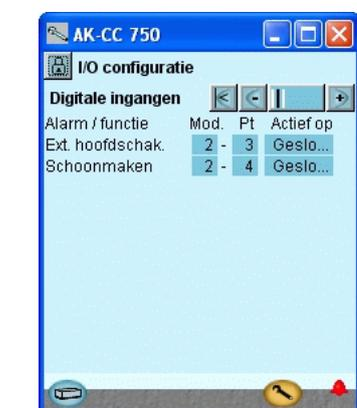 AK-CC 750
I/O configuratie
Digitale ingangen
Alarm / functie Mod. Pt Actief op
Ext. hoofdschak. 2 - 3 Geslo...
Schoonmaken 2 - 4 Geslo...